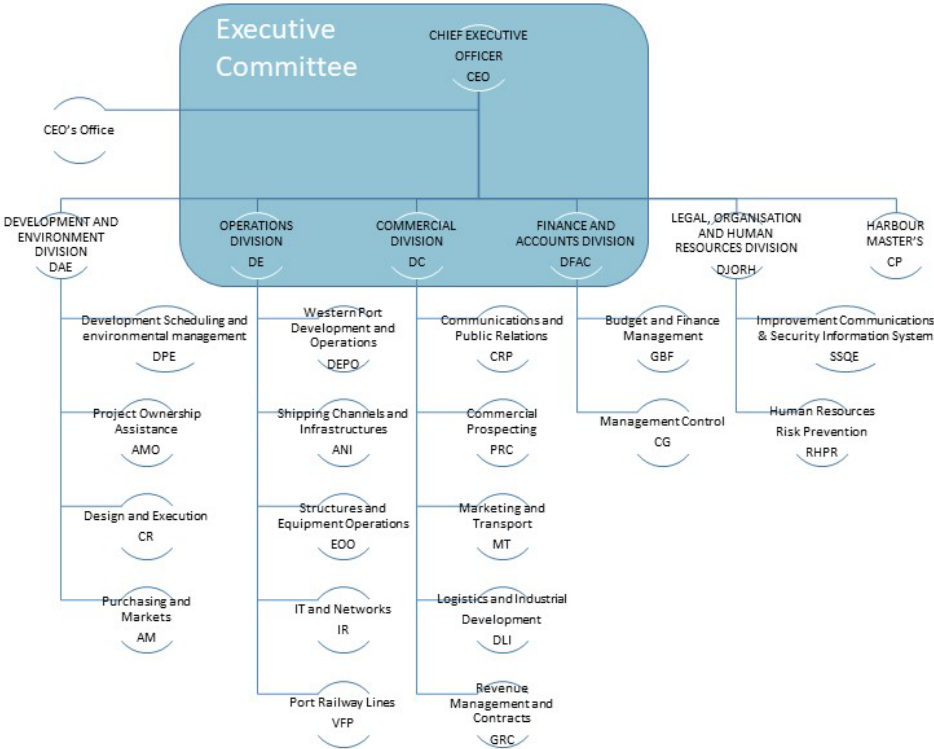 Executive
Committee
CHIEF EXECUTIVE
OFFICER
CEO
CEO's Office
DEVELOPMENT AND
ENVIRONMENT
DIVISION
DAE
OPERATIONS
DIVISION
DE
COMMERCIAL
DIVISION
DC
FINANCE AND
ACCOUNTS DIVISION
DFAC
LEGAL, ORGANISATION
AND HUMAN
RESOURCES DIVISION
DJORH
HARBOUR
MASTER'S
CP
Development Scheduling and
environmental management
DPE
Project Ownership
Assistance
AMO
Design and Execution
CR
Purchasing and
Markets
AM
Western Port
Development and
Operations
DEPO
Shipping Channels and
Infrastructures
ANI
Structures and
Equipment Operations
EOO
IT and Networks
IR
Port Railway Lines
VFP
Communications and
Public Relations
CRP
Commercial
Prospecting
PRC
Marketing and
Transport
MT
Logistics and Industrial
Development
DLI
Revenue
Management and
Contracts
GRC
Budget and Finance
Management
GBF
Management Control
CG
Improvement Communications
& Security Information System
SSQE
Human Resources
Risk Prevention
RHPR